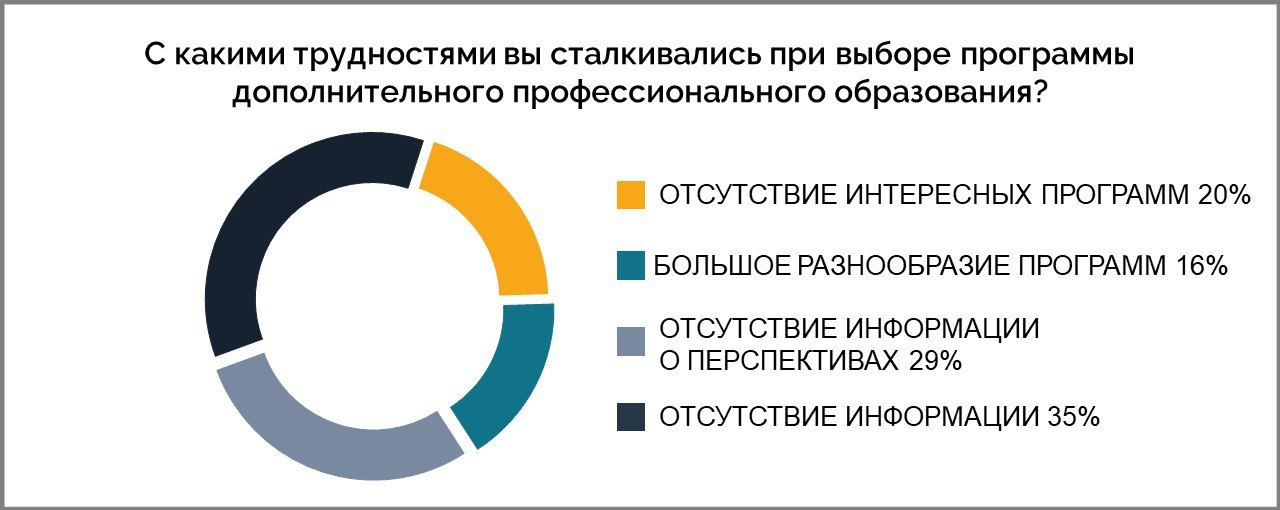 С какими трудностями вы сталкивались при выборе программы
дополнительного профессионального образования?
ОТСУТСТВИЕ ИНТЕРЕСНЫХ ПРОГРАММ 20%
БОЛЬШОЕ РАЗНООБРАЗИЕ ПРОГРАММ 16%
ОТСУТСТВИЕ ИНФОРМАЦИИ
О ПЕРСПЕКТИВАХ 29%
ОТСУТСТВИЕ ИНФОРМАЦИИ 35%